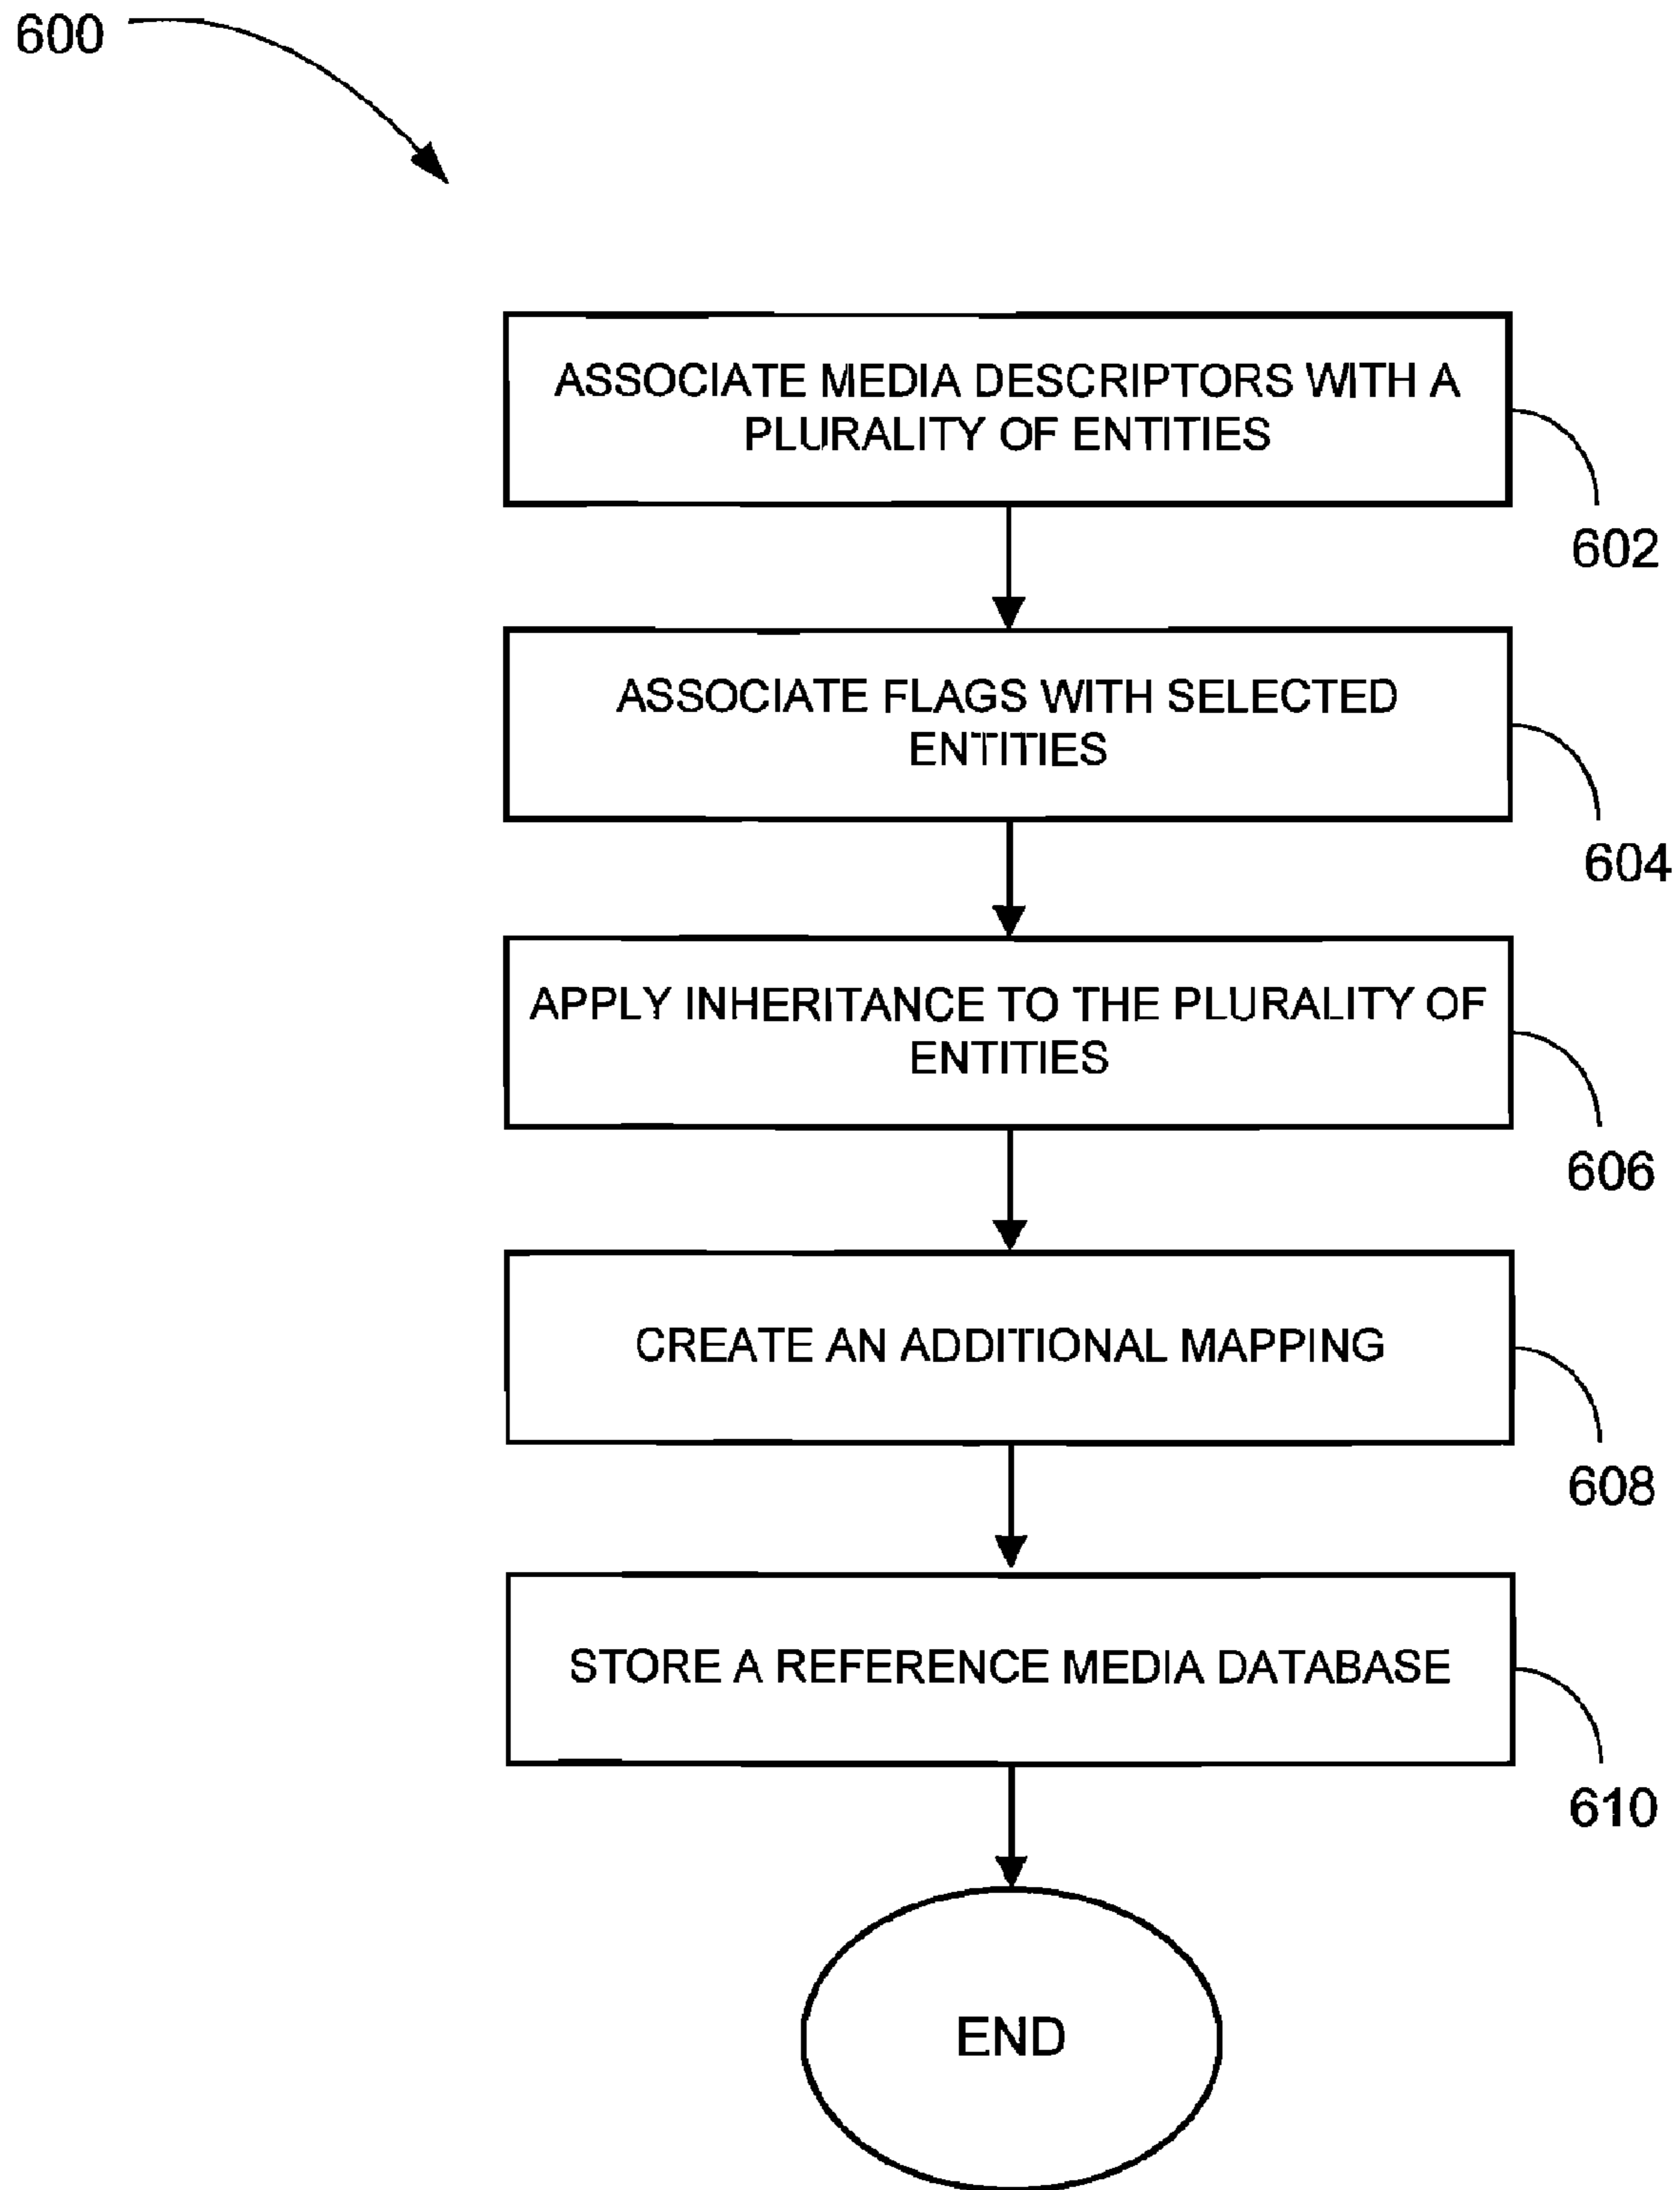 600
ASSOCIATE MEDIA DESCRIPTORS WITH A
PLURALITY OF ENTITIES
602
ASSOCIATE FLAGS WITH SELECTED
ENTITIES
604
APPLY INHERITANCE TO THE PLURALITY OF
ENTITIES
606
CREATE AN ADDITIONAL MAPPING
608
STORE A REFERENCE MEDIA DATABASE
610
END